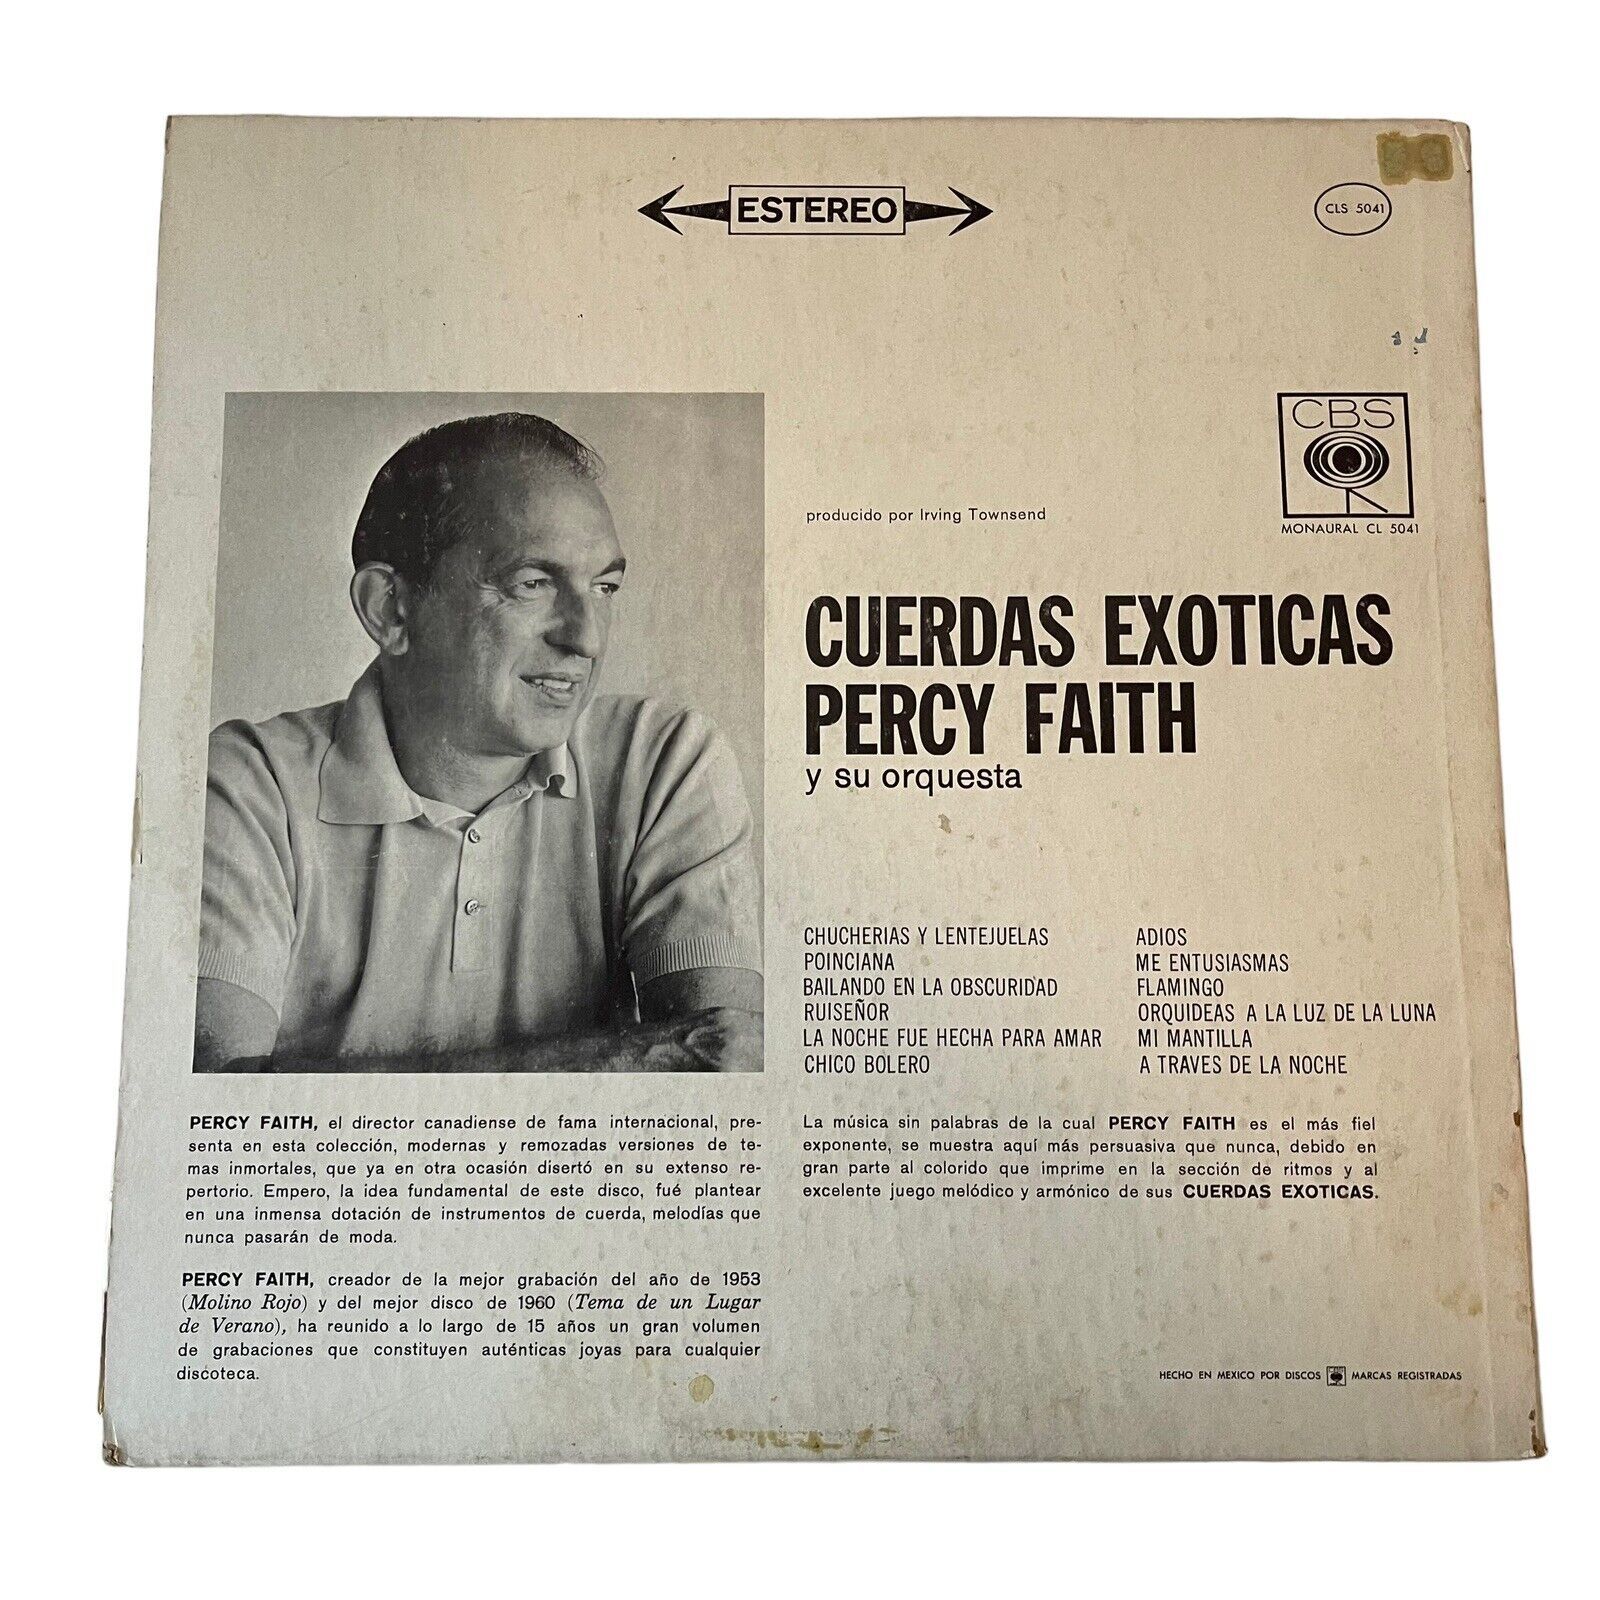 ESTEREO
CLS 5041
CBS
MONAURAL CL 5041
producido por Irving Townsend
CUERDAS EXOTICAS
PERCY FAITH
y su orquesta
CHUCHERIAS Y LENTEJUELAS
POINCIANA
BAILANDO EN LA OBSCURIDAD
RUISEÑOR
LA NOCHE FUE HECHA PARA AMAR
CHICO BOLERO
ADIOS
ME ENTUSIASMAS
FLAMINGO
ORQUIDEAS A LA LUZ DE LA LUNA
MI MANTILLA
A TRAVES DE LA NOCHE
PERCY FAITH, el director canadiense de fama internacional, pre-
senta en esta colección, modernas y remozadas versiones de te-
mas inmortales, que ya en otra ocasión disertó en su extenso re-
pertorio. Empero, la idea fundamental de este disco, fué plantear
en una inmensa dotación de instrumentos de cuerda, melodías que
nunca pasarán de moda.
PERCY FAITH, creador de la mejor grabación del año de 1953
(Molino Rojo) y del mejor disco de 1960 (Tema de un Lugar
de Verano), ha reunido a lo largo de 15 años un gran volumen
de grabaciones que constituyen auténticas joyas para cualquier
discoteca.
La música sin palabras de la cual PERCY FAITH es el más fiel
exponente, se muestra aquí más persuasiva que nunca, debido en
gran parte al colorido que imprime en la sección de ritmos y al
excelente juego melódico y armónico de sus CUERDAS EXOTICAS.
HECHO EN MEXICO POR DISCOS CBS MARCAS REGISTRADAS